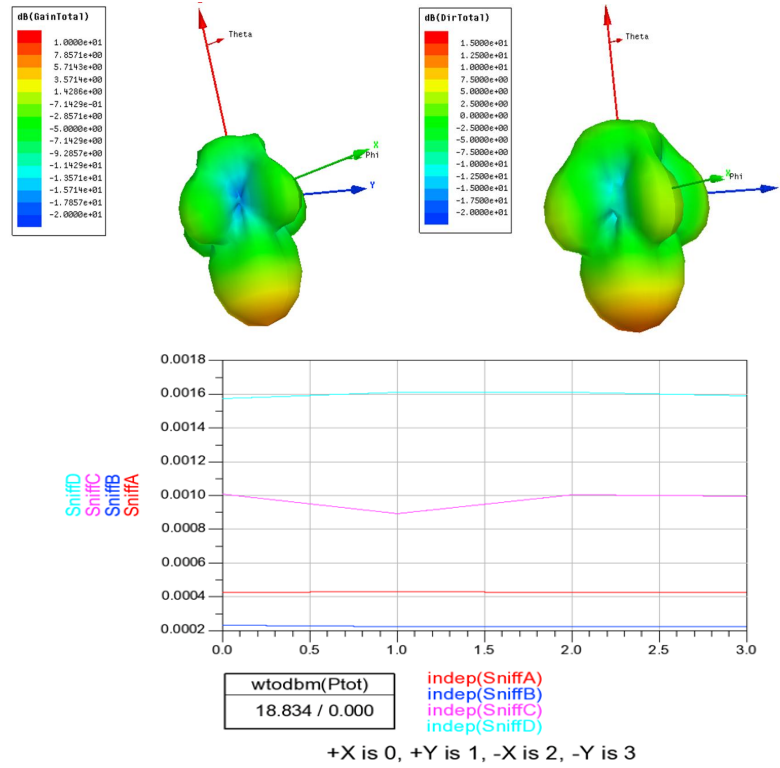 dB(GainTotal)
1.0000e+01
7.8571e+00
5.7143e+00
3.5714e+00
1.4286e+00
-7.1429e-01
-2.8571e+00
-5.0000e+00
-7.1429e+00
-9.2857e+00
-1.1429e+01
-1.3571e+01
-1.5714e+01
-1.7857e+01
-2.0000e+01
Theta
X
Phi
Y
dB(DirTotal)
1.5000e+01
1.2500e+01
1.0000e+01
7.5000e+00
5.0000e+00
2.5000e+00
0.0000e+00
-2.5000e+00
-5.0000e+00
-7.5000e+00
-1.0000e+01
-1.2500e+01
-1.5000e+01
-1.7500e+01
-2.0000e+01
Theta
Phi
SniffD
SniffC
SniffB
SniffA
0.0018
0.0016
0.0014
0.0012
0.0010
0.0008
0.0006
0.0004
0.0002
0.0 0.5 1.0 1.5 2.0 2.5 3.0
wtodbm(Ptot)
18.834 / 0.000
indep(SniffA)
indep(SniffB)
indep(SniffC)
indep(SniffD)
+X is 0, +Y is 1, -X is 2, -Y is 3